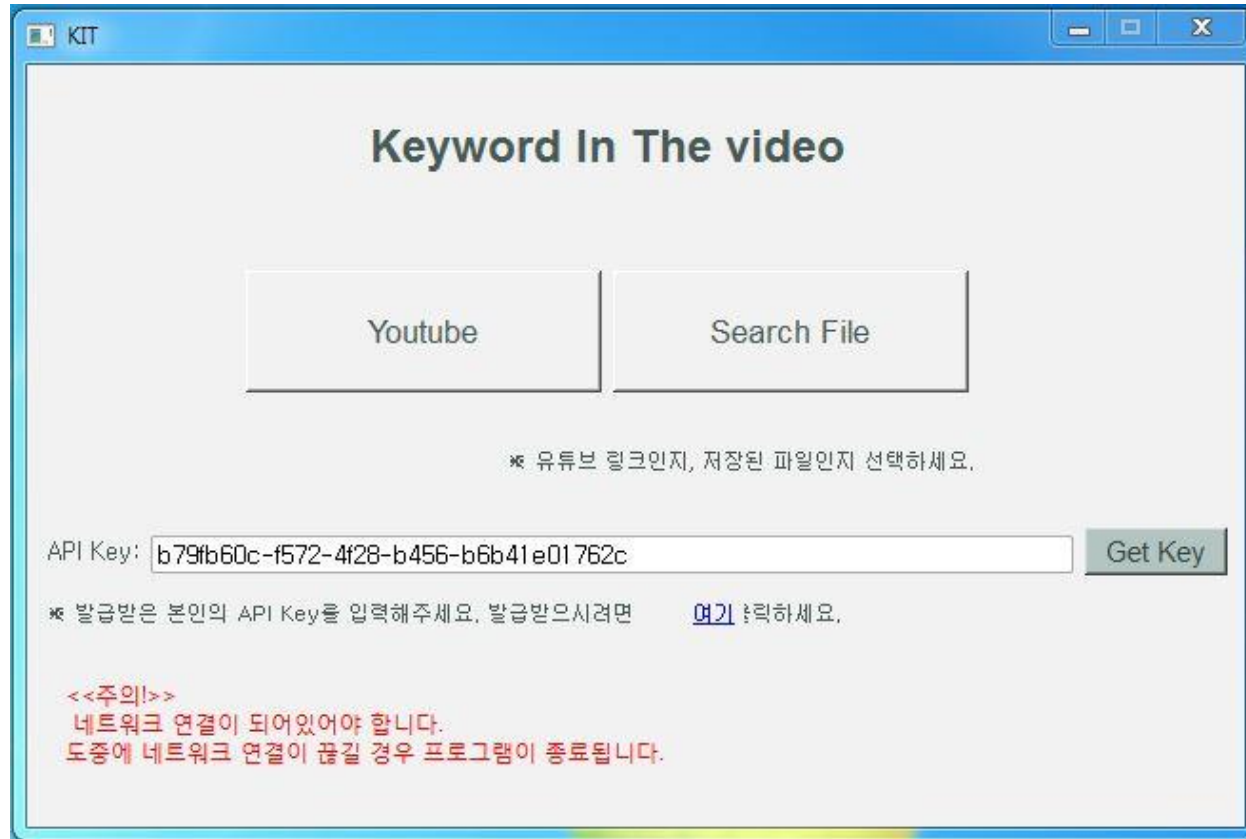 KIT
Keyword In The video
Youtube
Search File
※ 유튜브 링크인지, 저장된 파일인지 선택하세요.
API Key: b79fb60c-f572-4f28-b456-b6b41e01762c Get Key
※ 발급받은 본인의 API Key를 입력해주세요. 발급받으시려면 여기 클릭하세요.
<<주의!>>
네트워크 연결이 되어있어야 합니다.
도중에 네트워크 연결이 끊길 경우 프로그램이 종료됩니다.